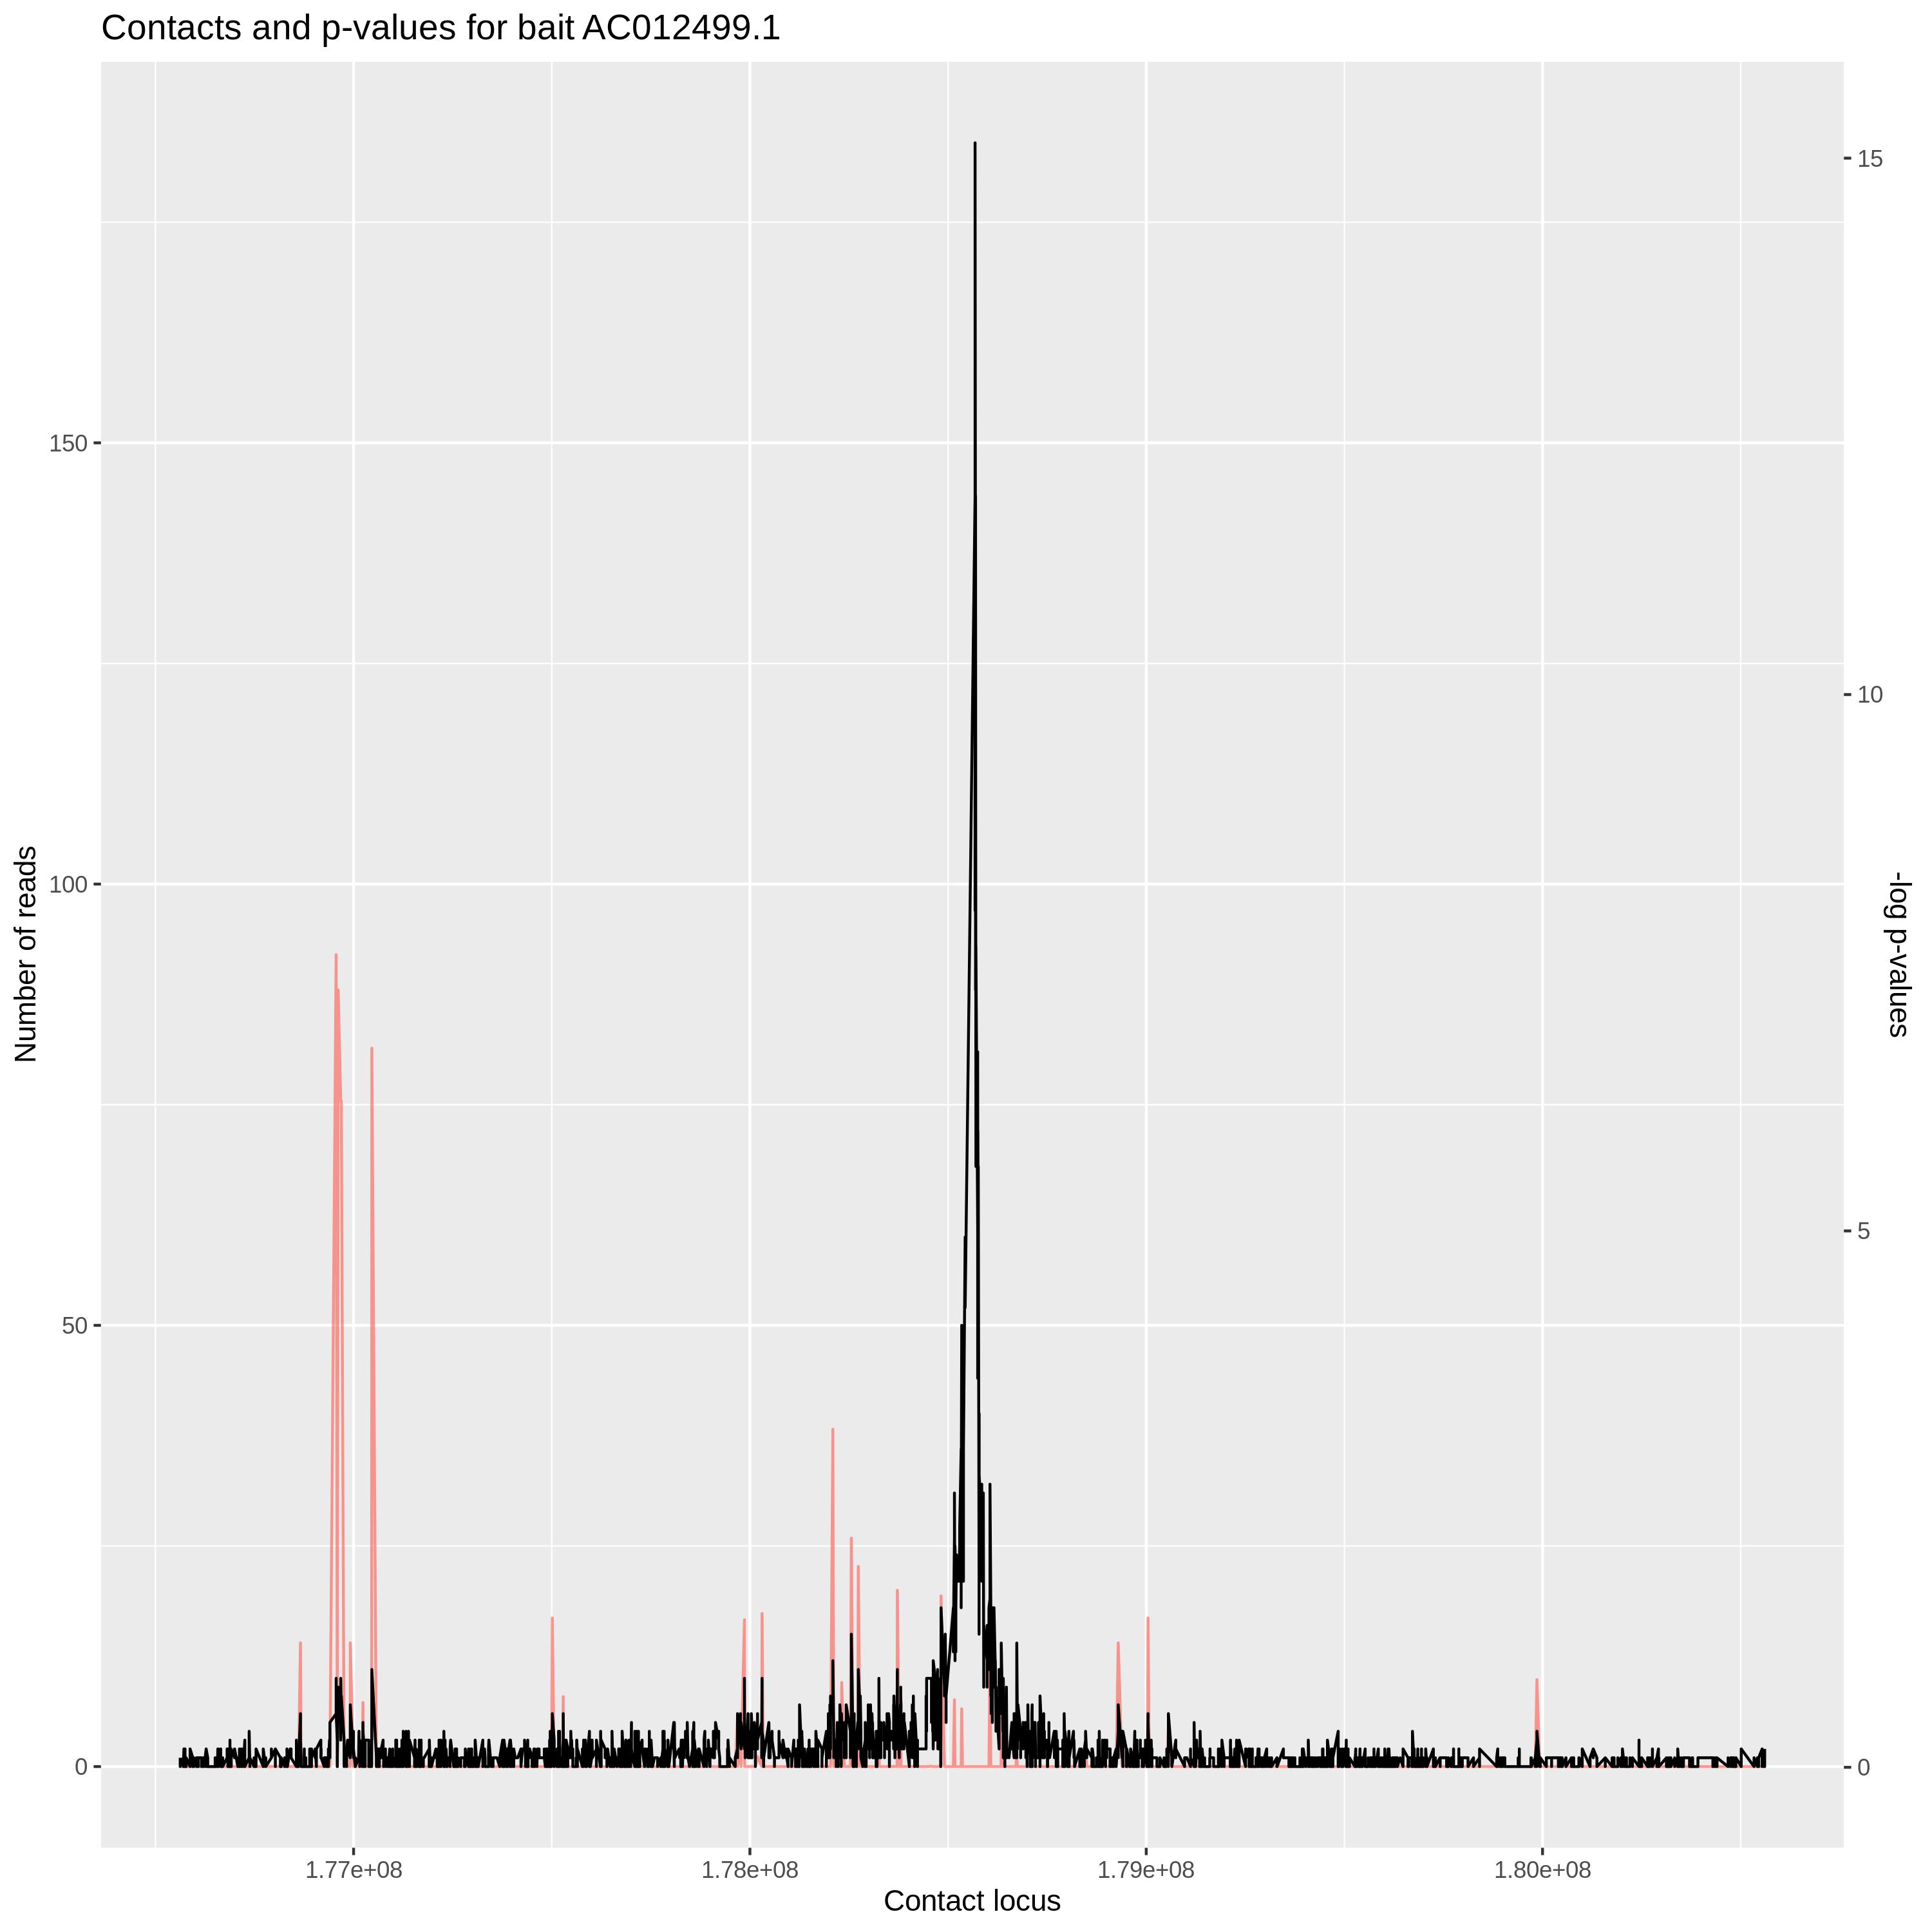 Contacts and p-values for bait AC012499.1
Number of reads
150
100
50
0
15
10
5
0
-log p-values
1.77e+08 1.78e+08 1.79e+08 1.80e+08
Contact locus